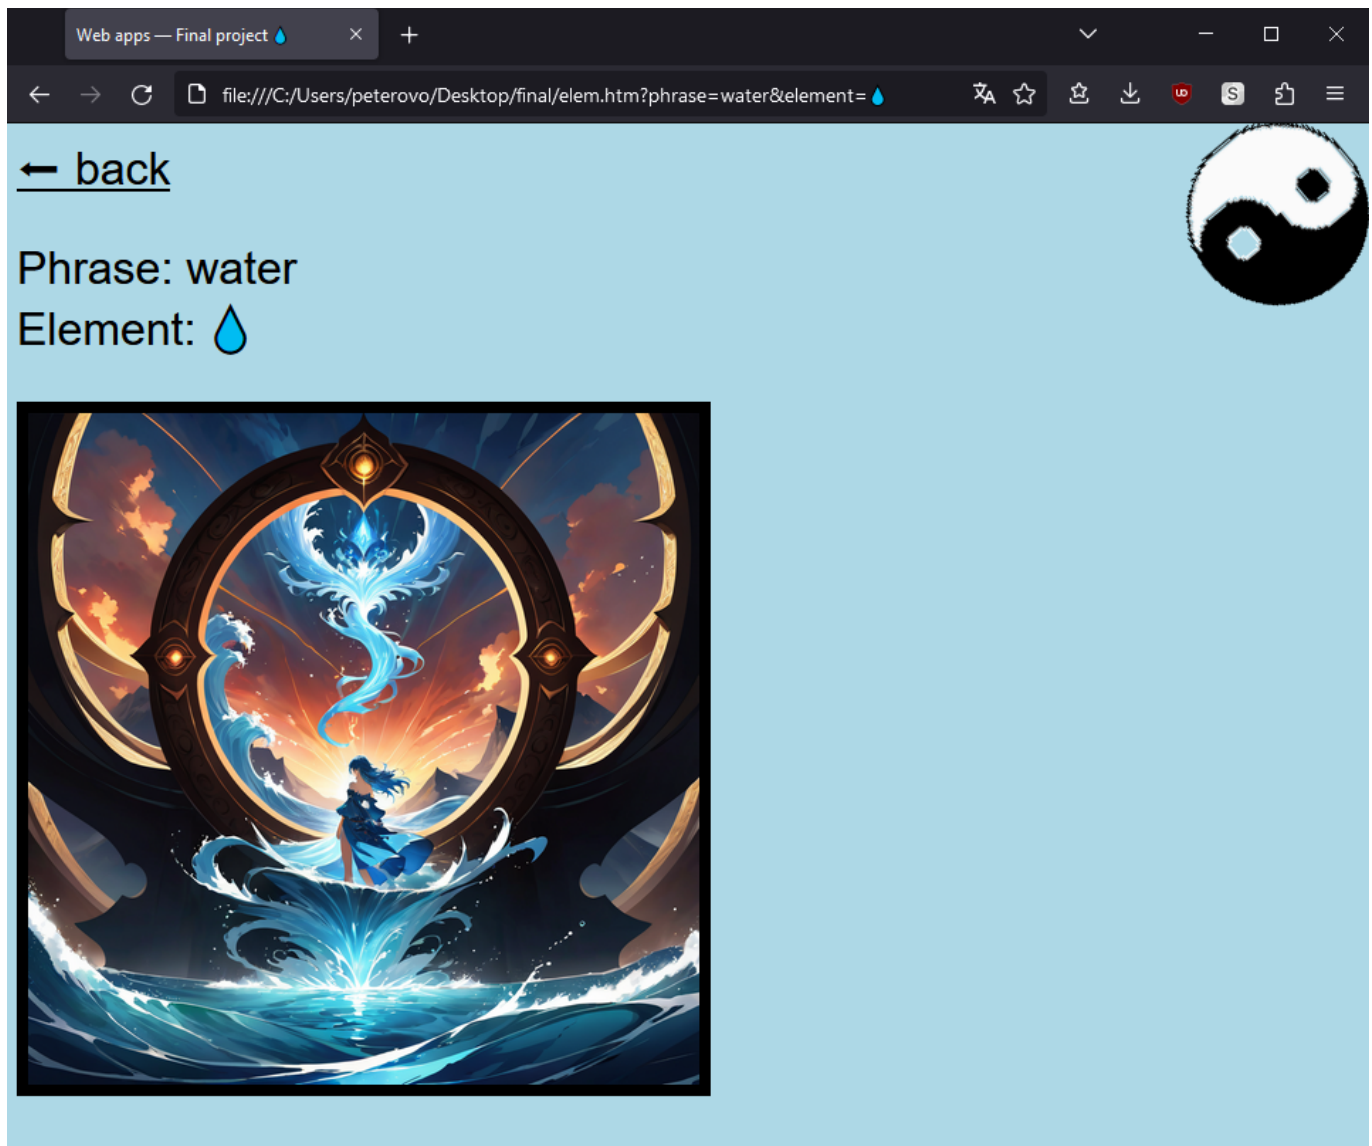 Web apps — Final project 💧
file:///C:/Users/peterovo/Desktop/final/elem.htm?phrase=water&element=💧
S
← back
Phrase: water
Element: 💧